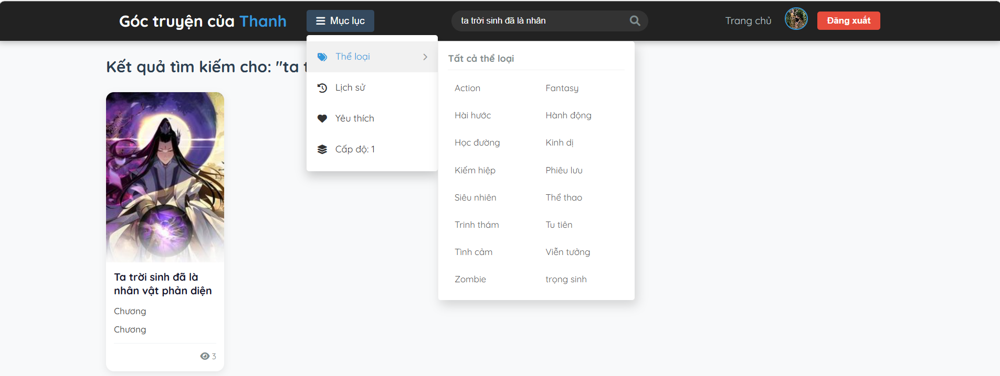 Góc truyện của Thanh
Mục lục
ta trời sinh đã là nhân
Trang chủ
Đăng xuất
Thể loại
Lịch sử
Yêu thích
Cấp độ: 1
Tất cả thể loại
Action
Fantasy
Hài hước
Hành động
Học đường
Kinh dị
Kiếm hiệp
Phiêu lưu
Siêu nhiên
Thể thao
Trinh thám
Tu tiên
Tình cảm
Viễn tưởng
Zombie
trọng sinh
Kết quả tìm kiếm cho: "ta
Ta trời sinh đã là
nhân vật phản diện
Chương
Chương
3